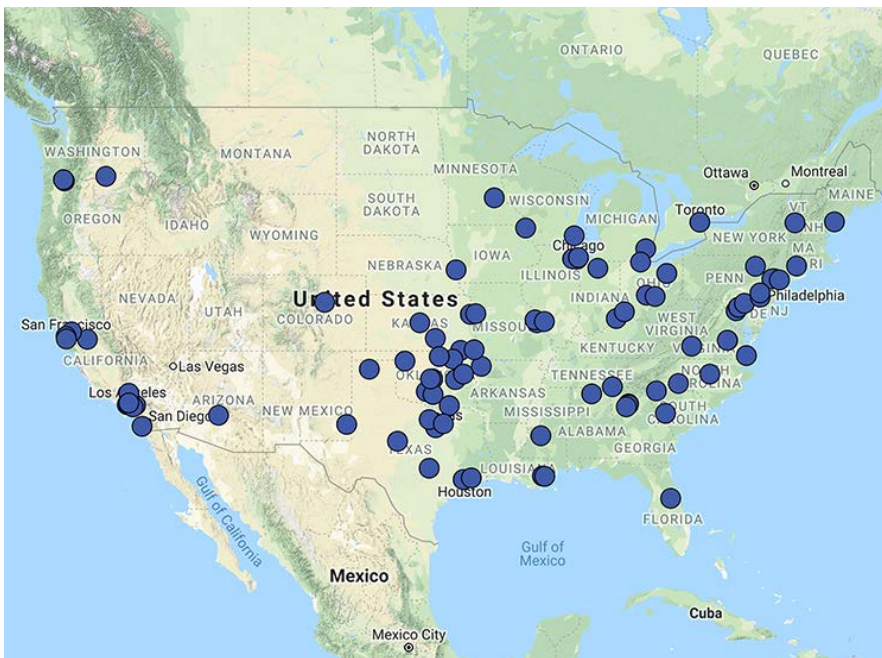 ONTARIO
QUEBEC
WASHINGTON
MONTANA
NORTH
DAKOTA
MINNESOTA
Ottawa
Montreal
MAINE
OREGON
IDAHO
SOUTH
DAKOTA
WISCONSIN
MICHIGAN
Toronto
VT
NH
WYOMING
NEW YORK
MA
RI
Chicago
IOWA
NEBRASKA
ILLINOIS
OHIO
PENN
NEVADA
UTAH
United States
COLORADO
INDIANA
Philadelphia
DE
NJ
San Francisco
KANSAS
MISSOURI
WEST
VIRGINIA
CALIFORNIA
Las Vegas
KENTUCKY
VIRGINIA
Los Angeles
ARIZONA
NEW MEXICO
OKL
ARKANSAS
TENNESSEE
NORTH
CAROLINA
San Diego
MISSISSIPPI
SOUTH
CAROLINA
ALABAMA
TEXAS
LOUISIANA
GEORGIA
Houston
Gulf of California
FLORIDA
Gulf of
Mexico
Mexico
Cuba
Mexico City